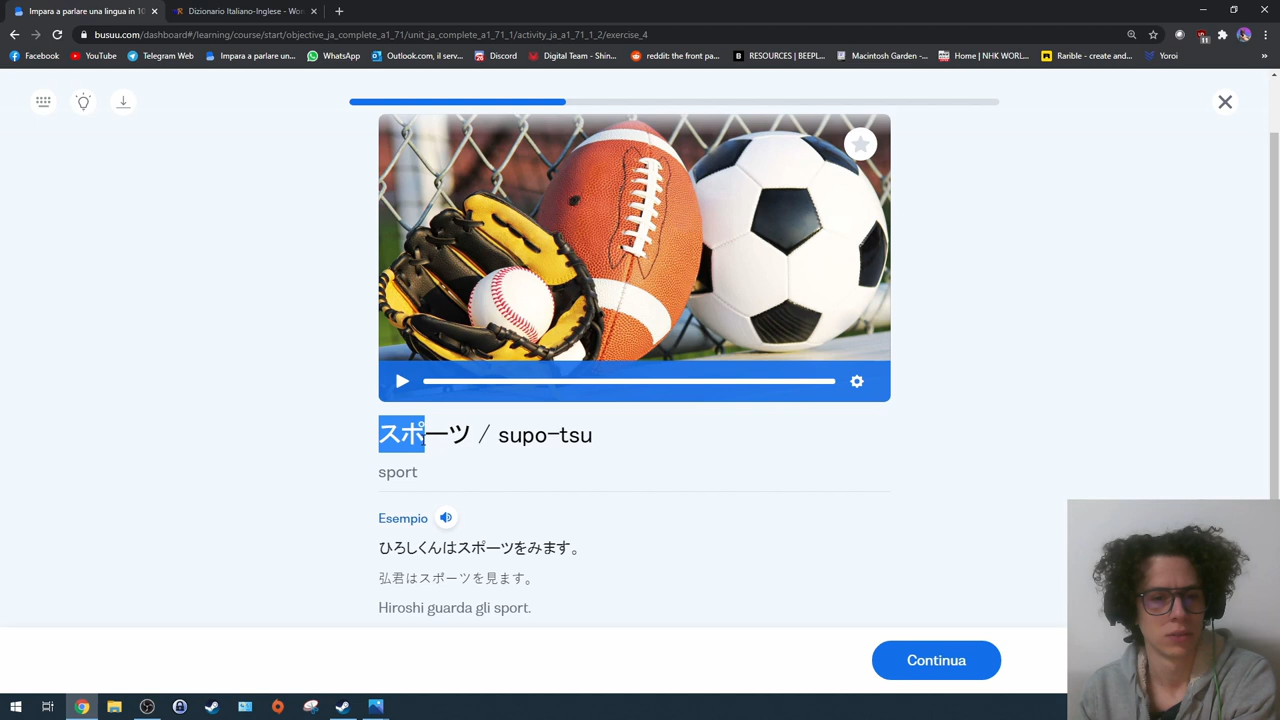 Impara a parlare una lingua in 10
Dizionario Italiano-Inglese - Wo
busuu.com/dashboard#/learning/course/start/objective_ja_complete_a1_71/unit_ja_complete_a1_71_1/activity_ja_a1_71_1_2/exercise_4
Facebook
YouTube
Telegram Web
Impara a parlare un...
WhatsApp
Outlook.com, il serv...
Discord
Digital Team - Shin...
reddit: the front pa...
RESOURCES | BEEPL...
Macintosh Garden -...
Home | NHK WORL...
Rarible - create and...
Yoroi
»
11
スポーツ / supo-tsu
sport
Esempio
ひろしくんはスポーツをみます。
弘君はスポーツを見ます。
Hiroshi guarda gli sport.
Continua